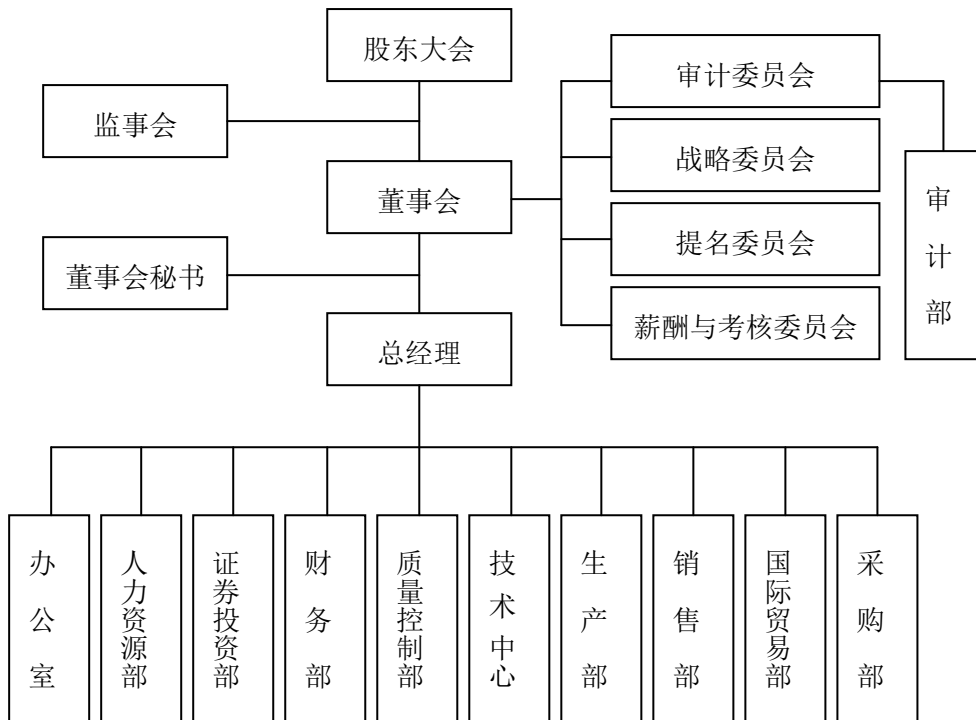 股东大会
审计委员会
监事会
战略委员会
董事会
审计部
提名委员会
董事会秘书
薪酬与考核委员会
总经理
办公室
人力资源部
证券投资部
财务部
质量控制部
技术中心
生产部
销售部
国际贸易部
采购部